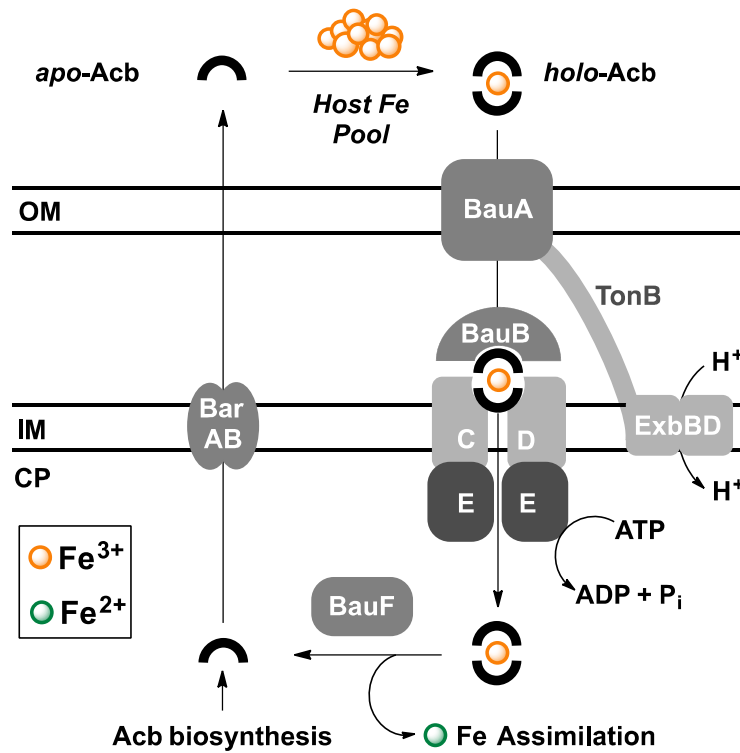 apo-Acb
holo-Acb
Host Fe
Pool
OM
BauA
TonB
BauB
H⁺
Bar
AB
IM
C
D
ExbBD
CP
H⁺
E
E
ATP
Fe³⁺
ADP + Pᵢ
Fe²⁺
BauF
Acb biosynthesis
Fe Assimilation